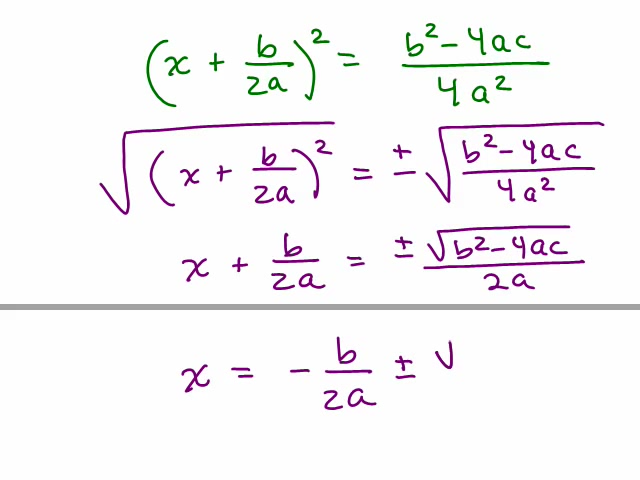 (x + b/2a)² = (b² - 4ac)/(4a²)
√(x + b/2a)² = ± √((b² - 4ac)/(4a²))
x + b/2a = ± √(b² - 4ac)/2a
x = - b/2a ± √